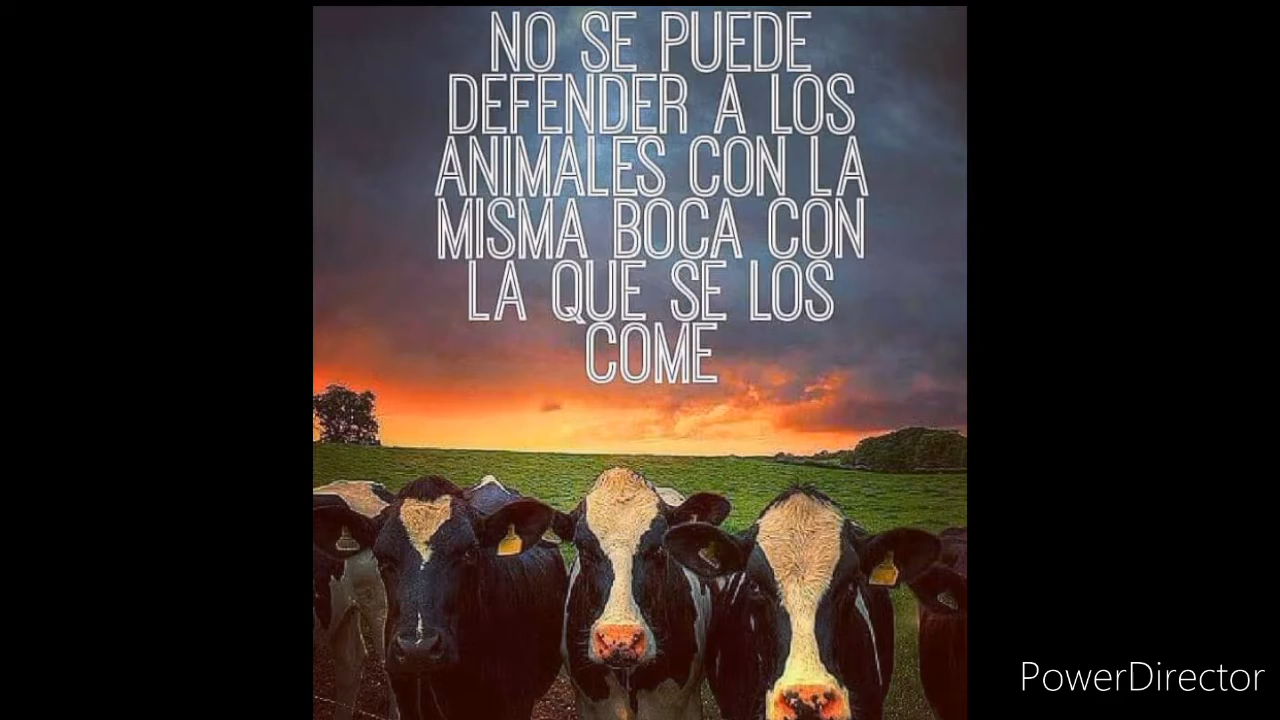 NO SE PUEDE
DEFENDER A LOS
ANIMALES CON LA
MISMA BOCA CON
LA QUE SE LOS
COME
PowerDirector